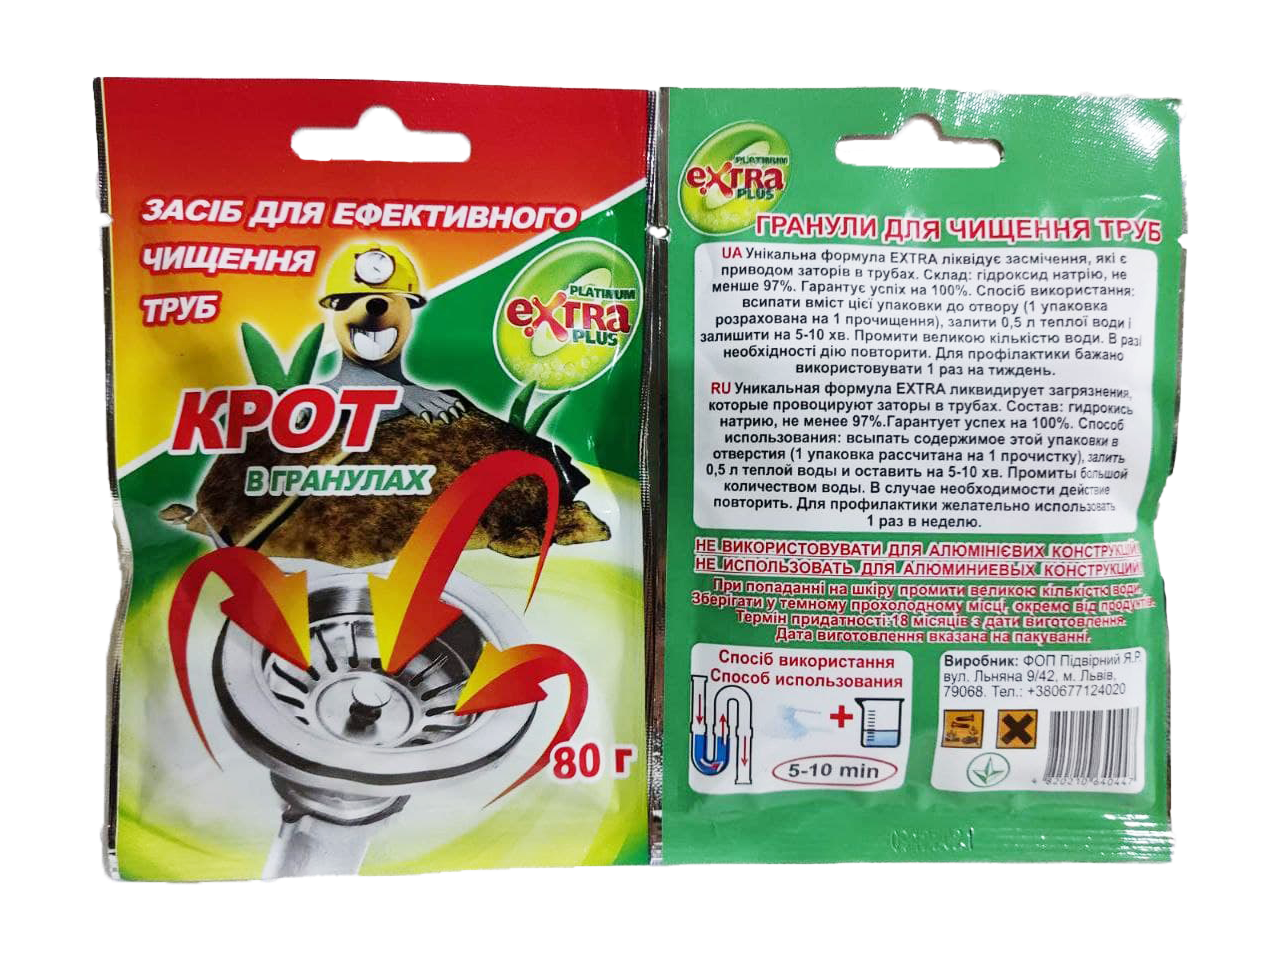 ЗАСІБ ДЛЯ ЕФЕКТИВНОГО
ЧИЩЕННЯ
ТРУБ
PLATINUM
eXTRA
PLUS
КРОТ
В ГРАНУЛАХ
80 г
PLATINUM
eXTRA
PLUS
ГРАНУЛИ ДЛЯ ЧИЩЕННЯ ТРУБ
UA Унікальна формула EXTRA ліквідує засмічення, які є
приводом заторів в трубах. Склад: гідроксид натрію, не
менше 97%. Гарантує успіх на 100%. Спосіб використання:
всипати вміст цієї упаковки до отвору (1 упаковка
розрахована на 1 прочищення), залити 0,5 л теплої води і
залишити на 5-10 хв. Промити великою кількістю води. В разі
необхідності дію повторити. Для профілактики бажано
використовувати 1 раз на тиждень.
RU Уникальная формула EXTRA ликвидирует загрязнения,
которые провоцируют заторы в трубах. Состав: гидрокись
натрию, не менее 97%.Гарантует успех на 100%. Способ
использования: всыпать содержимое этой упаковки в
отверстия (1 упаковка рассчитана на 1 прочистку), залить
0,5 л теплой воды и оставить на 5-10 хв. Промиты большой
количеством воды. В случае необходимости действие
повторить. Для профилактики желательно использовать
1 раз в неделю.
НЕ ВИКОРИСТОВУВАТИ ДЛЯ АЛЮМІНІЄВИХ КОНСТРУКЦІЙ
НЕ ИСПОЛЬЗОВАТЬ ДЛЯ АЛЮМИНИЕВЫХ КОНСТРУКЦИЙ
При попаданні на шкіру промити великою кількістю води.
Зберігати у темному прохолодному місці, окремо від продуктів.
Термін придатності:18 місяців з дати виготовлення.
Дата виготовлення вказана на пакуванні.
Спосіб використання
Способ использования
+
5-10 min
Виробник: ФОП Підвірний Я.Р.
вул. Льняна 9/42, м. Львів,
79068. Тел.: +380677124020
4 820210 640447